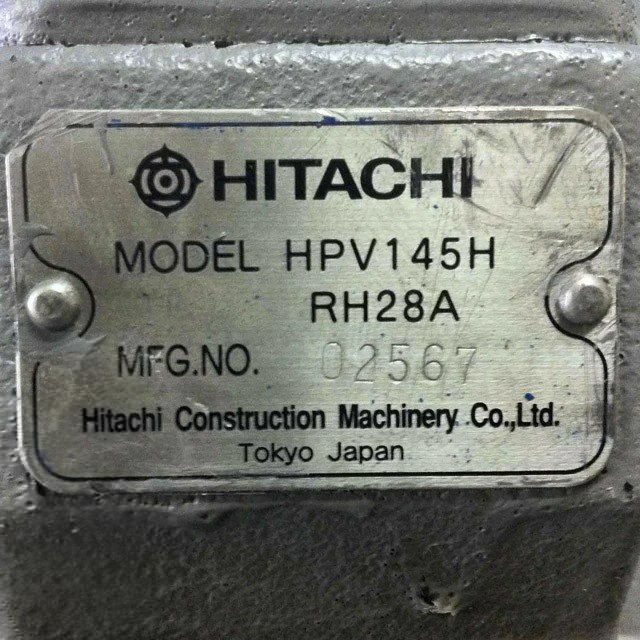 HITACHI
MODEL HPV145H
RH28A
MFG.NO. 02567
Hitachi Construction Machinery Co.,Ltd.
Tokyo Japan